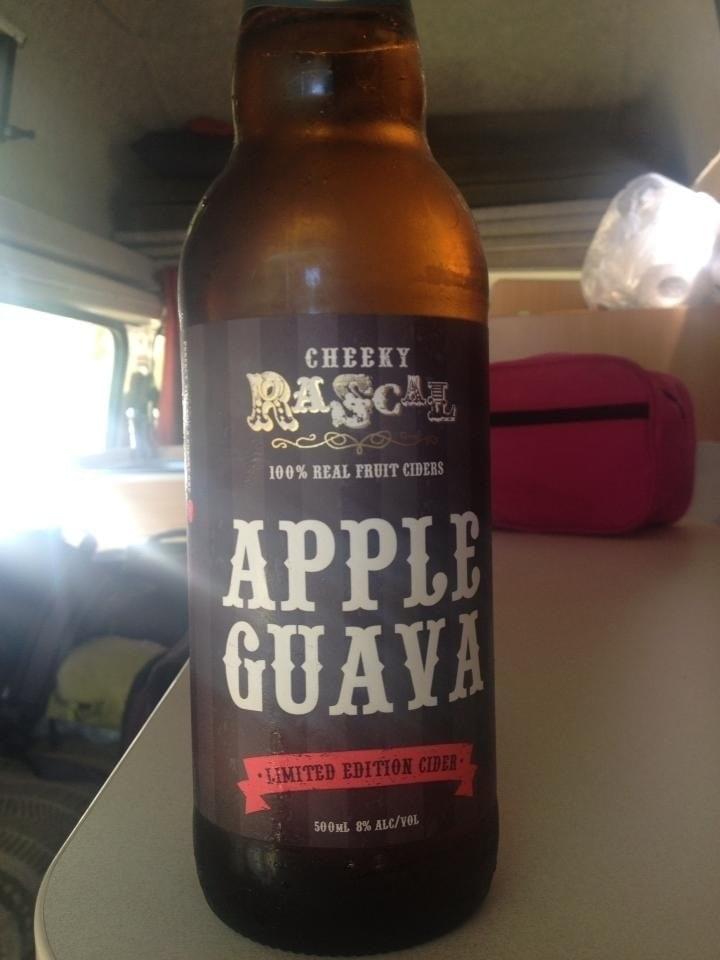 CHEEKY
RASCAL
100% REAL FRUIT CIDERS
APPLE
GUAVA
·LIMITED EDITION CIDER·
500ML 8% ALC/VOL